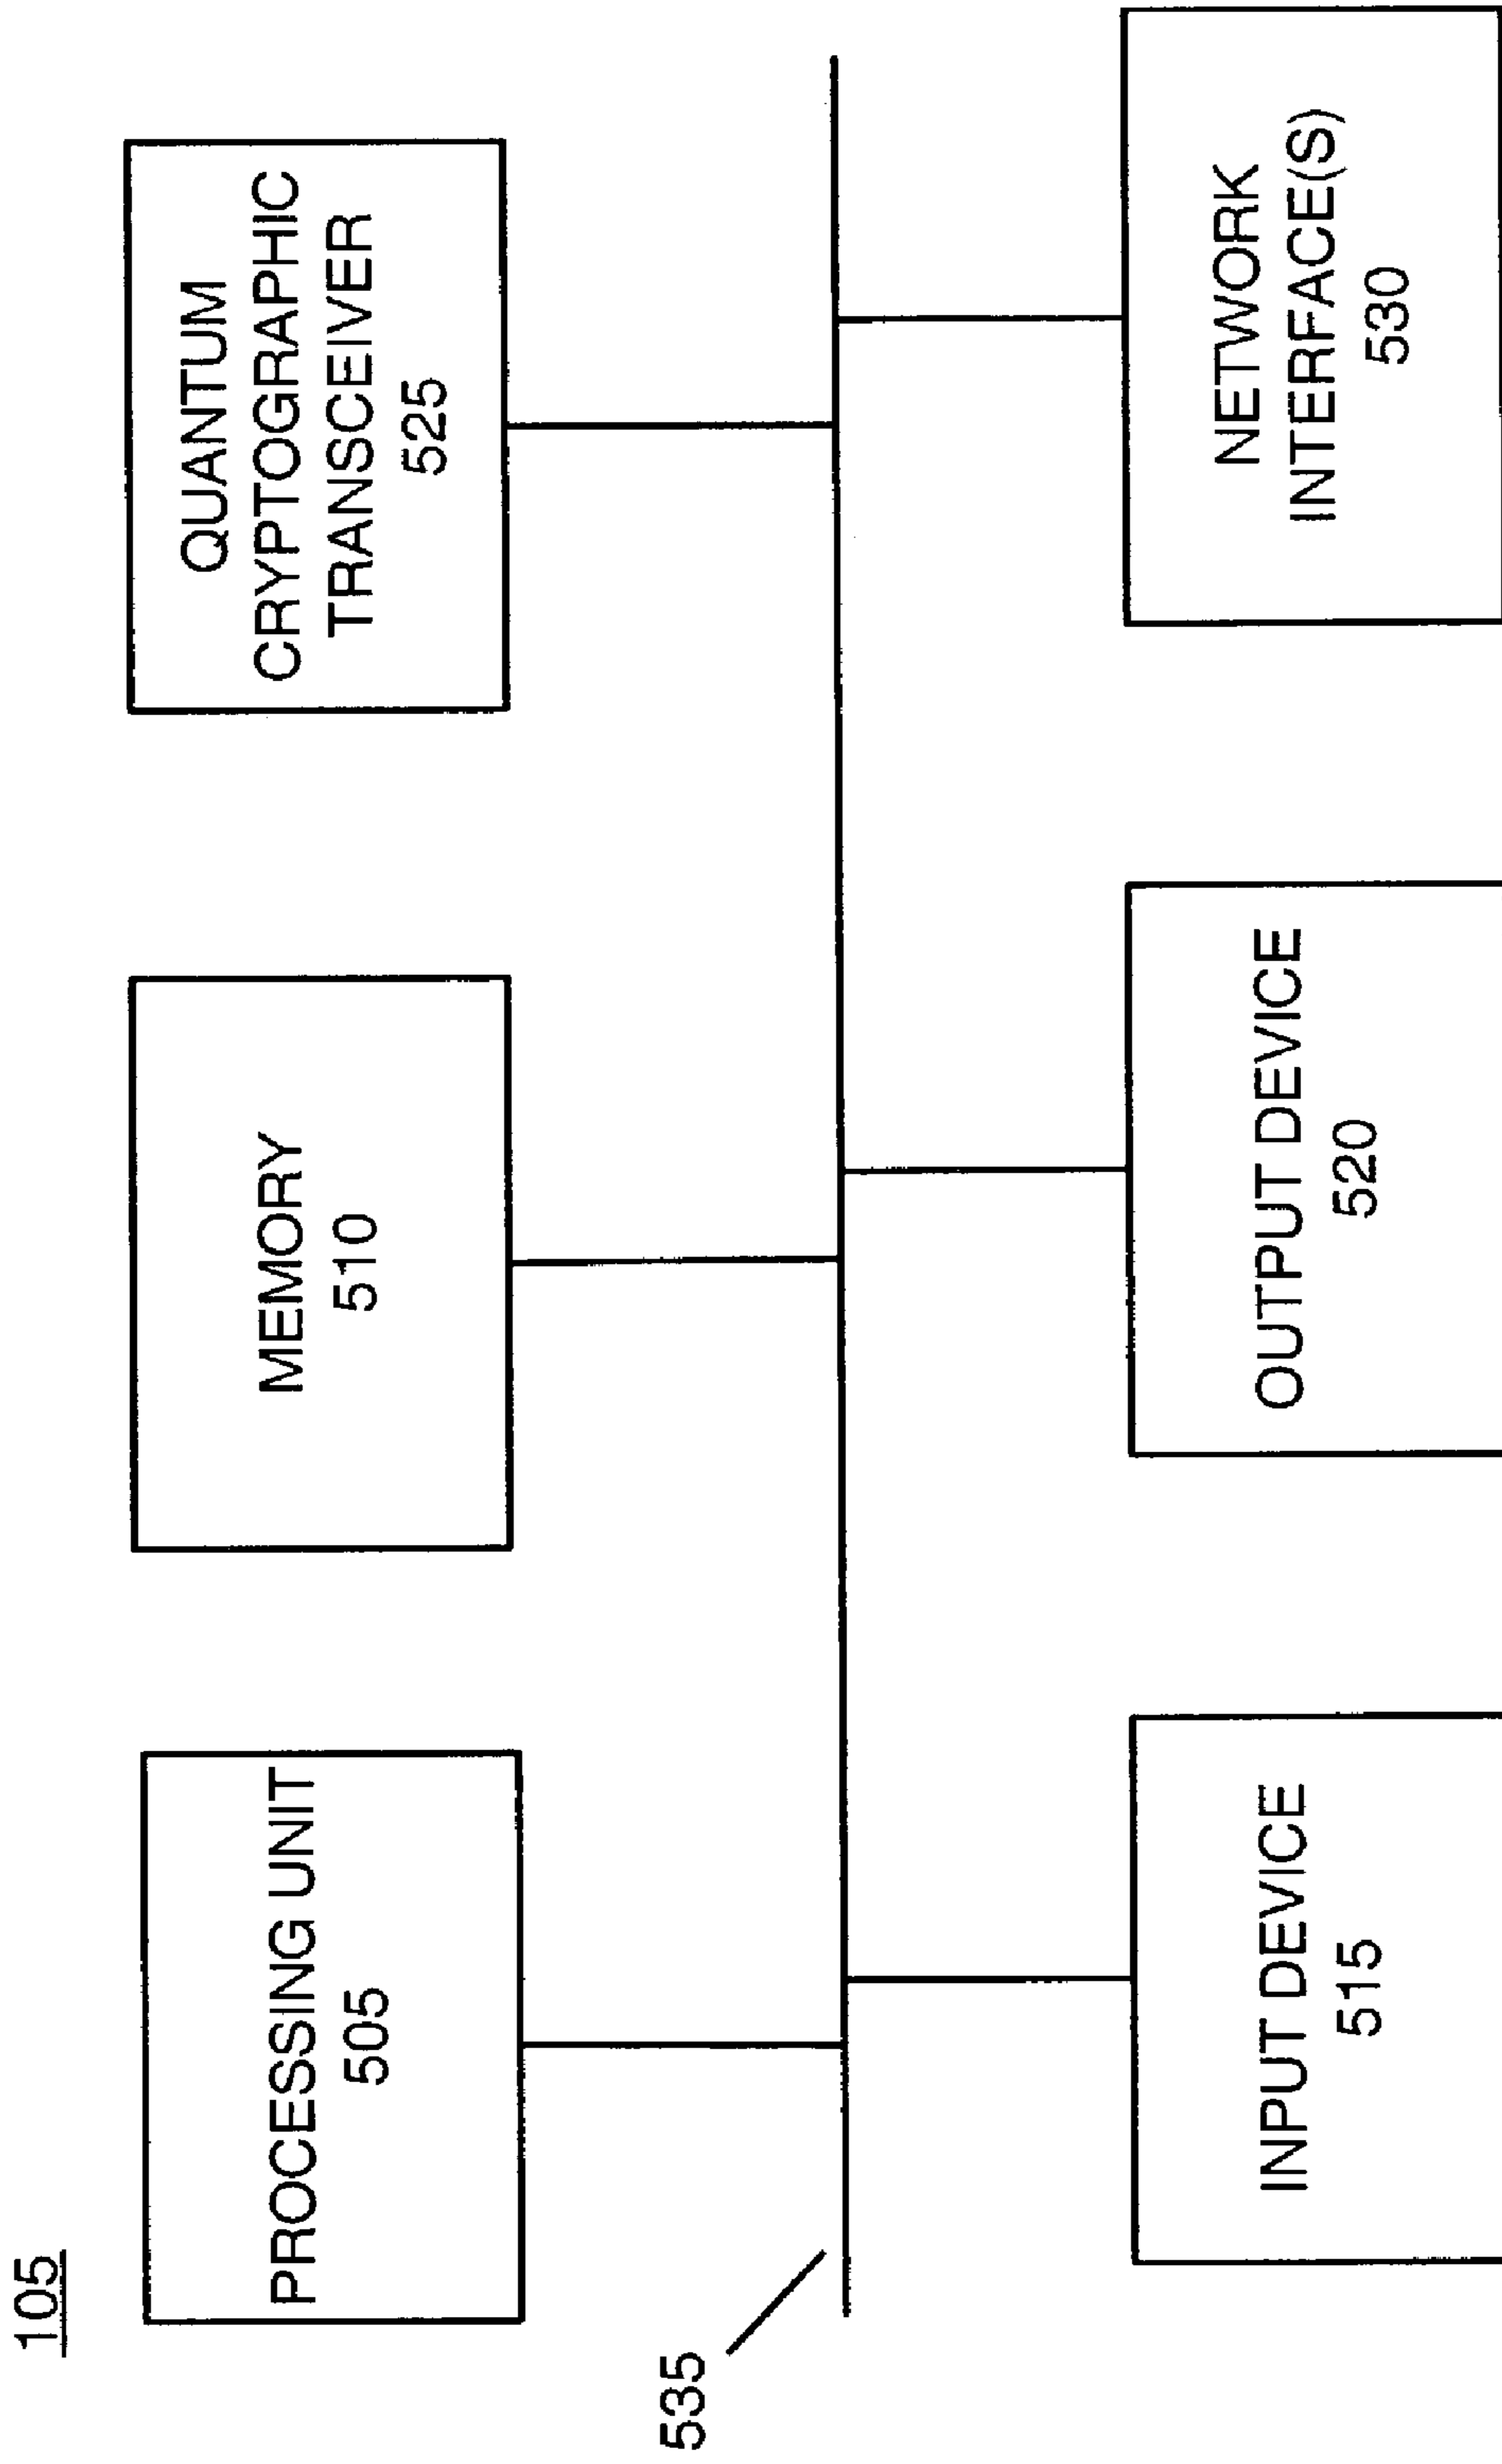 105
PROCESSING UNIT
505
MEMORY
510
QUANTUM
CRYPTOGRAPHIC
TRANSCEIVER
525
535
INPUT DEVICE
515
OUTPUT DEVICE
520
NETWORK
INTERFACE(S)
530